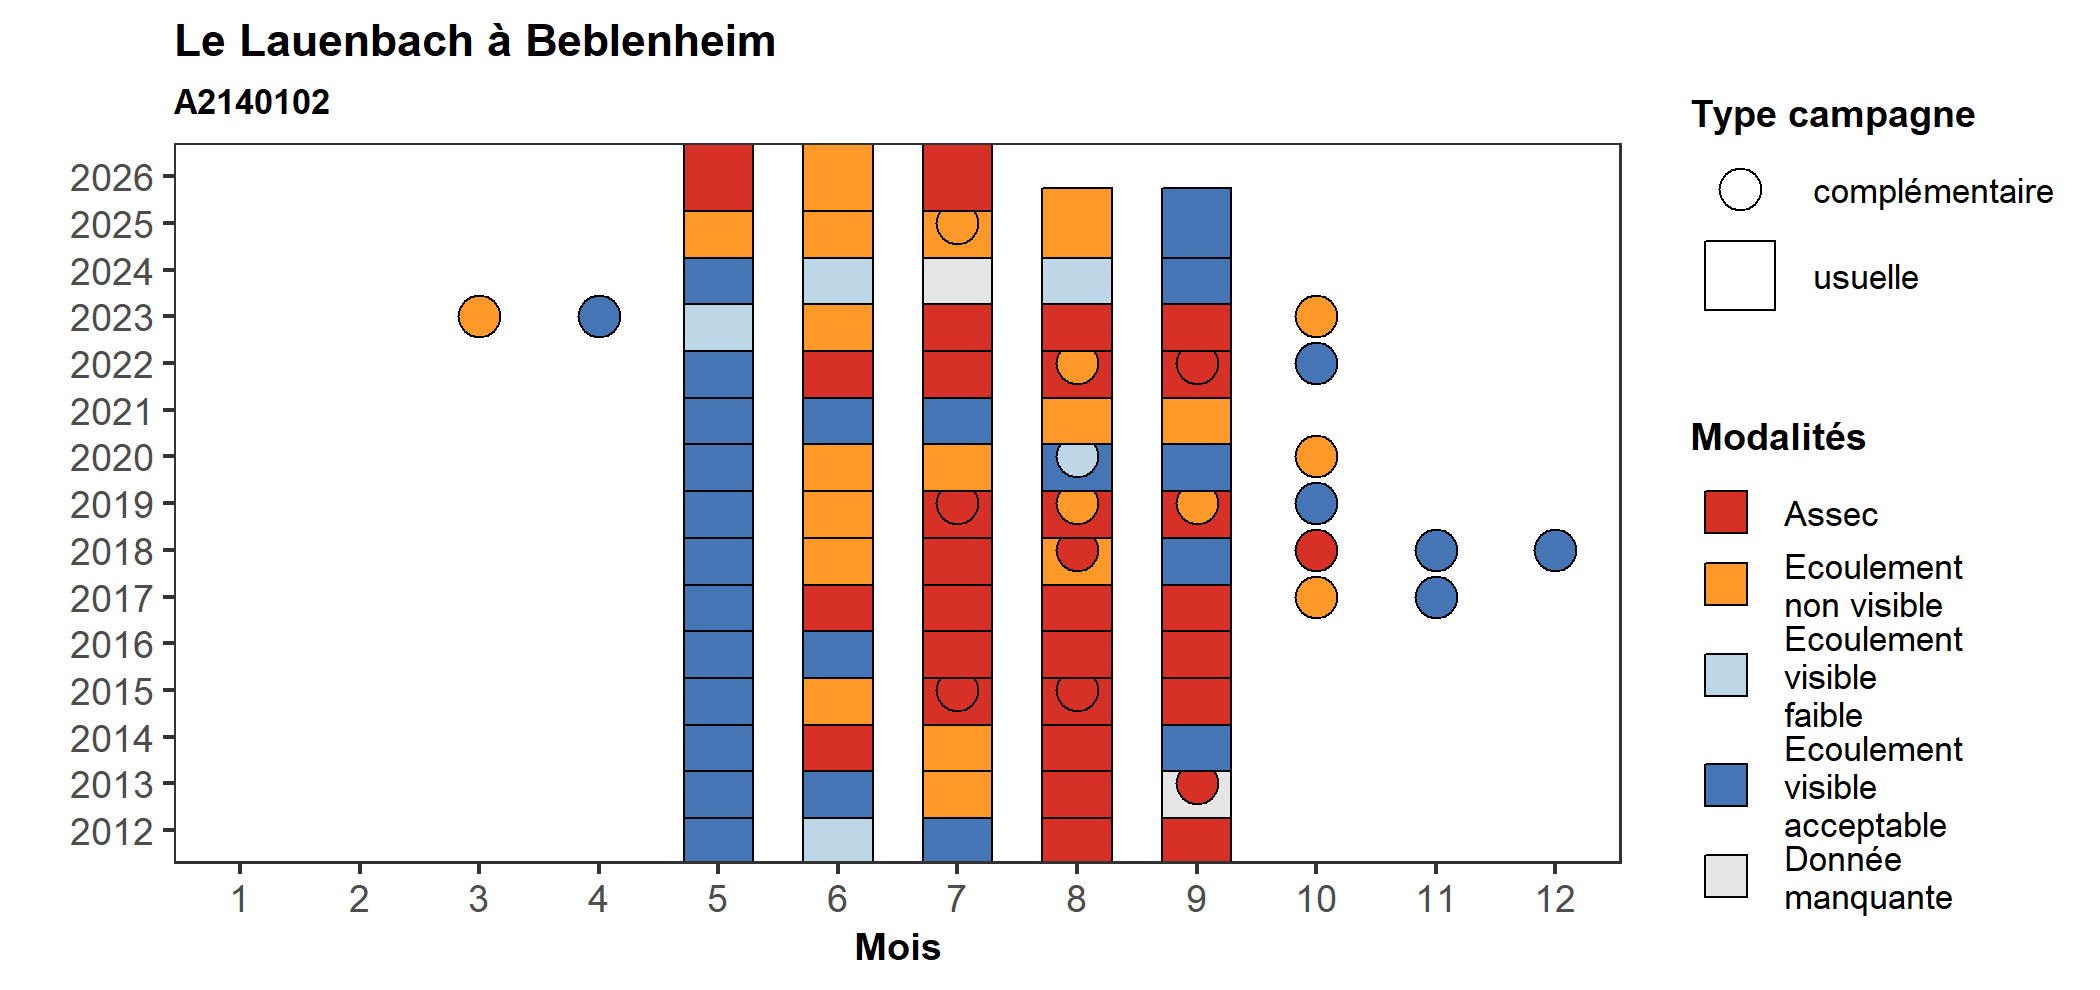 Le Lauenbach à Beblenheim
A2140102
2026
2025
2024
2023
2022
2021
2020
2019
2018
2017
2016
2015
2014
2013
2012
1 2 3 4 5 6 7 8 9 10 11 12
Mois
Type campagne
complémentaire
usuelle
Modalités
Assec
Ecoulement
non visible
Ecoulement
visible
faible
Ecoulement
visible
acceptable
Donnée
manquante